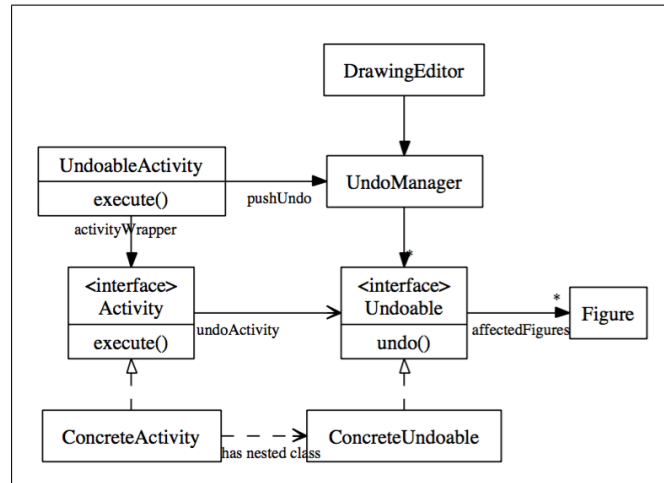 DrawingEditor
UndoableActivity
execute()
pushUndo
UndoManager
activityWrapper
*
<interface>
Activity
execute()
undoActivity
<interface>
Undoable
undo()
*
affectedFigures
Figure
ConcreteActivity
has nested class
ConcreteUndoable